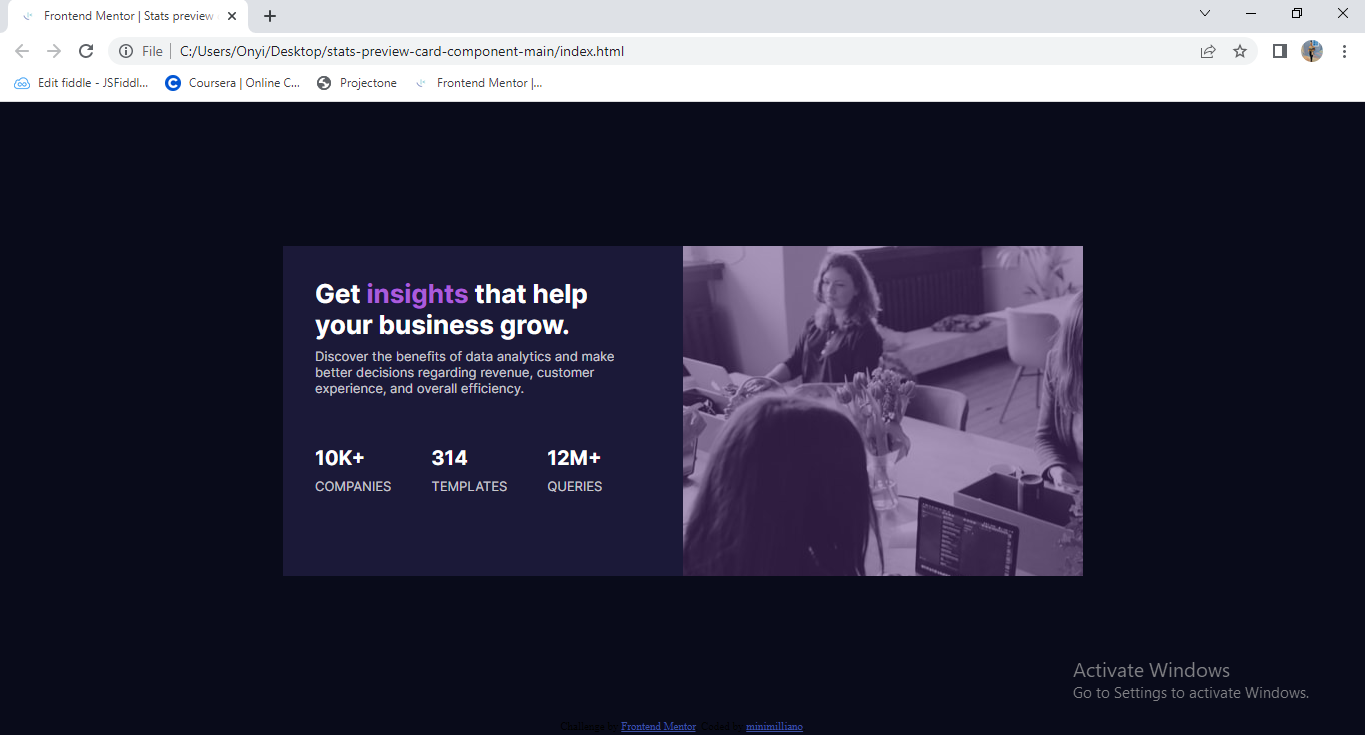 Frontend Mentor | Stats preview
File | C:/Users/Onyi/Desktop/stats-preview-card-component-main/index.html
Edit fiddle - JSFiddl... Coursera | Online C... Projectone Frontend Mentor |...
Get insights that help
your business grow.
Discover the benefits of data analytics and make
better decisions regarding revenue, customer
experience, and overall efficiency.
10K+ 314 12M+
COMPANIES TEMPLATES QUERIES
Activate Windows
Go to Settings to activate Windows.
Challenge by Frontend Mentor. Coded by minimilliano